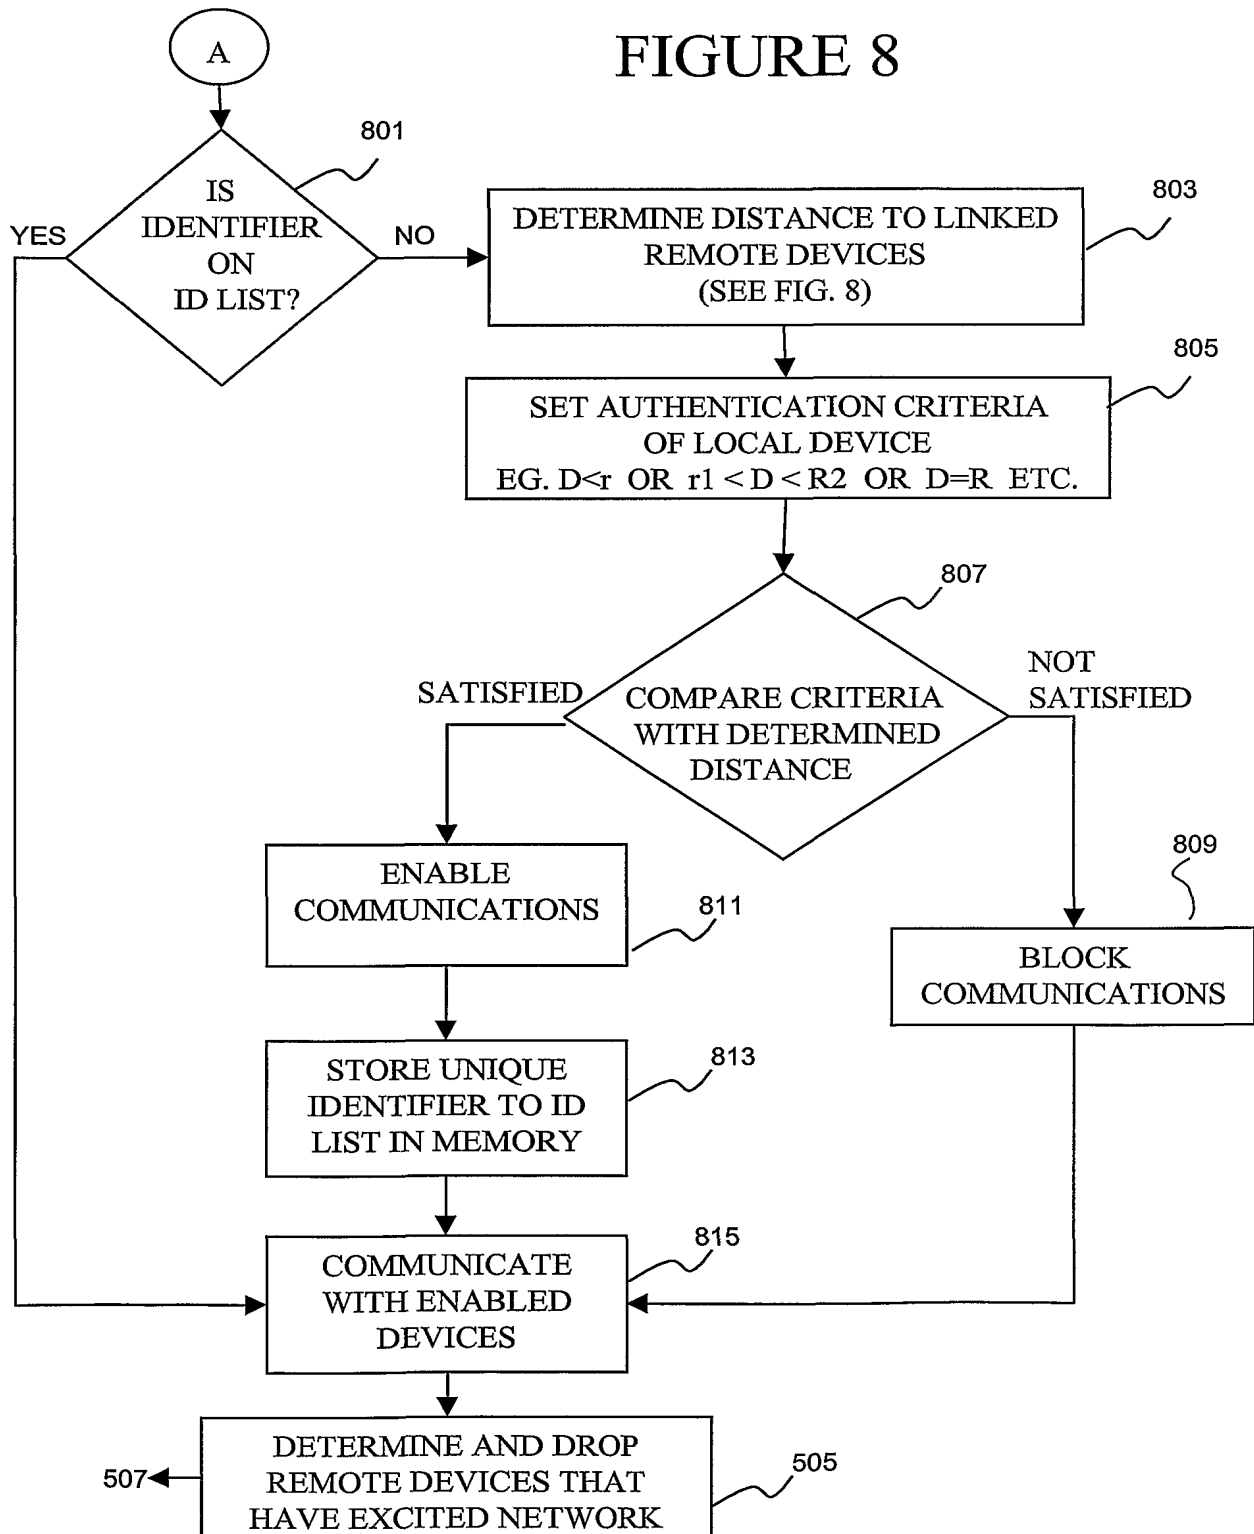 FIGURE 8
A
801
IS
IDENTIFIER
ON
ID LIST?
YES
NO
DETERMINE DISTANCE TO LINKED
REMOTE DEVICES
(SEE FIG. 8)
803
SET AUTHENTICATION CRITERIA
OF LOCAL DEVICE
EG. D<r OR r1 < D < R2 OR D=R ETC.
805
807
COMPARE CRITERIA
WITH DETERMINED
DISTANCE
SATISFIED
NOT
SATISFIED
ENABLE
COMMUNICATIONS
811
809
BLOCK
COMMUNICATIONS
STORE UNIQUE
IDENTIFIER TO ID
LIST IN MEMORY
813
COMMUNICATE
WITH ENABLED
DEVICES
815
DETERMINE AND DROP
REMOTE DEVICES THAT
HAVE EXCITED NETWORK
505
507